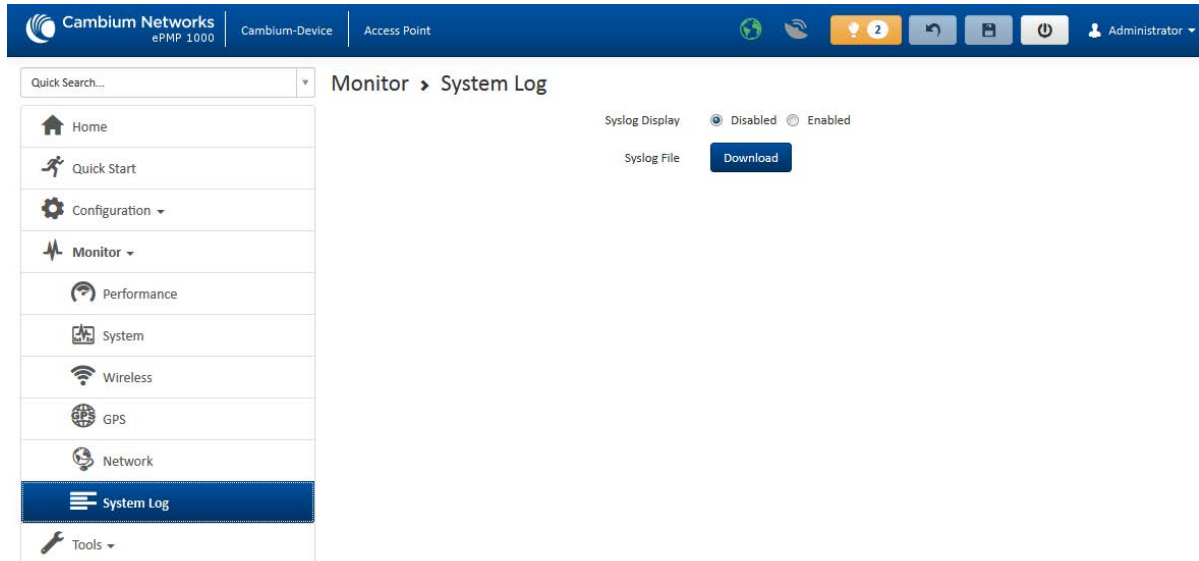 Cambium Networks
ePMP 1000
Cambium-Device
Access Point
2
Administrator
Quick Search...
Monitor > System Log
Syslog Display
Disabled
Enabled
Syslog File
Download
Home
Quick Start
Configuration
Monitor
Performance
System
Wireless
GPS
GPS
Network
System Log
Tools